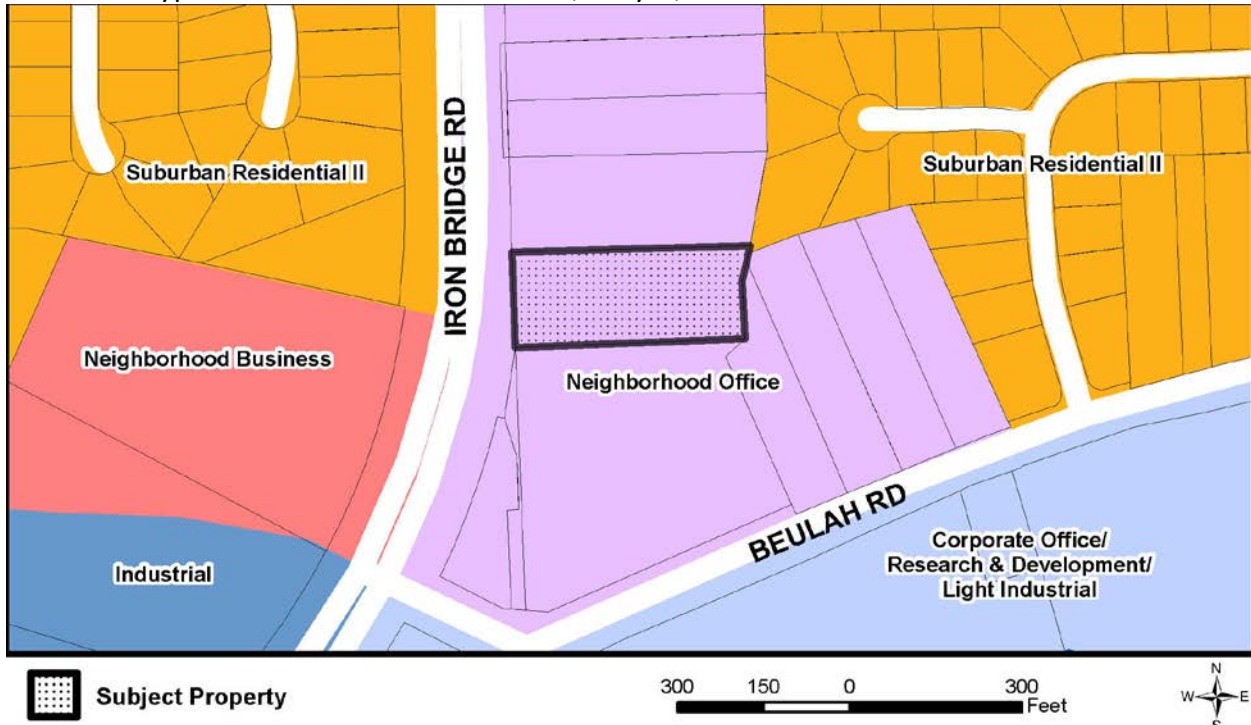 IRON BRIDGE RD
Suburban Residential II
Suburban Residential II
Neighborhood Business
Neighborhood Office
Industrial
BEULAH RD
Corporate Office/
Research & Development/
Light Industrial
Subject Property
300 150 0 300
Feet
N
W E
S